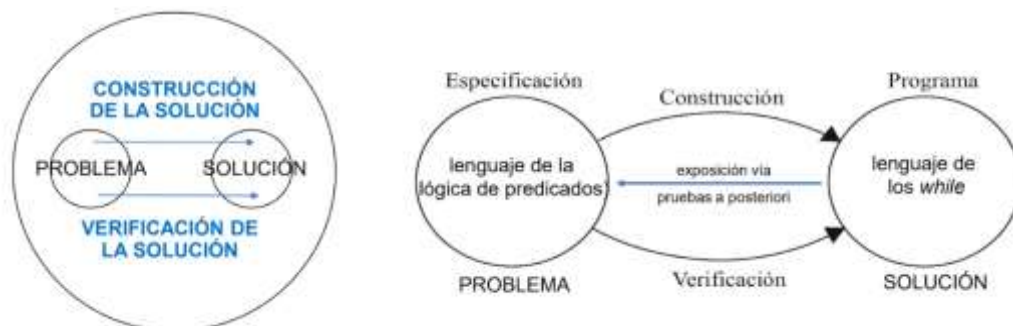 CONSTRUCCIÓN
DE LA SOLUCIÓN
PROBLEMA
SOLUCIÓN
VERIFICACIÓN DE
LA SOLUCIÓN
Especificación
Construcción
Programa
lenguaje de la
lógica de predicados
exposición vía
pruebas a posteriori
lenguaje de
los while
PROBLEMA
Verificación
SOLUCIÓN